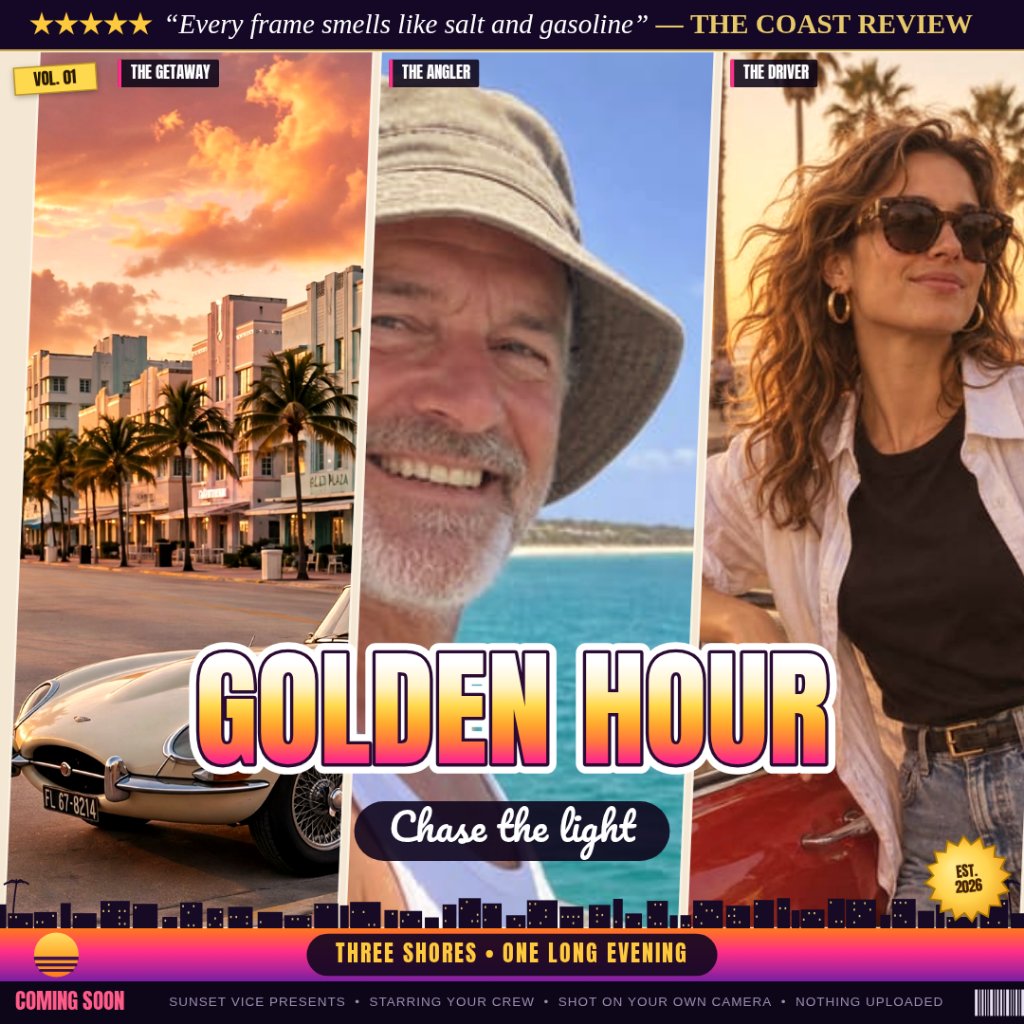 ★★★★★ “Every frame smells like salt and gasoline” — THE COAST REVIEW
VOL. 01
THE GETAWAY
THE ANGLER
THE DRIVER
FL 67-8214
GOLDEN HOUR
Chase the light
EST.
2026
THREE SHORES • ONE LONG EVENING
COMING SOON
SUNSET VICE PRESENTS • STARRING YOUR CREW • SHOT ON YOUR OWN CAMERA • NOTHING UPLOADED